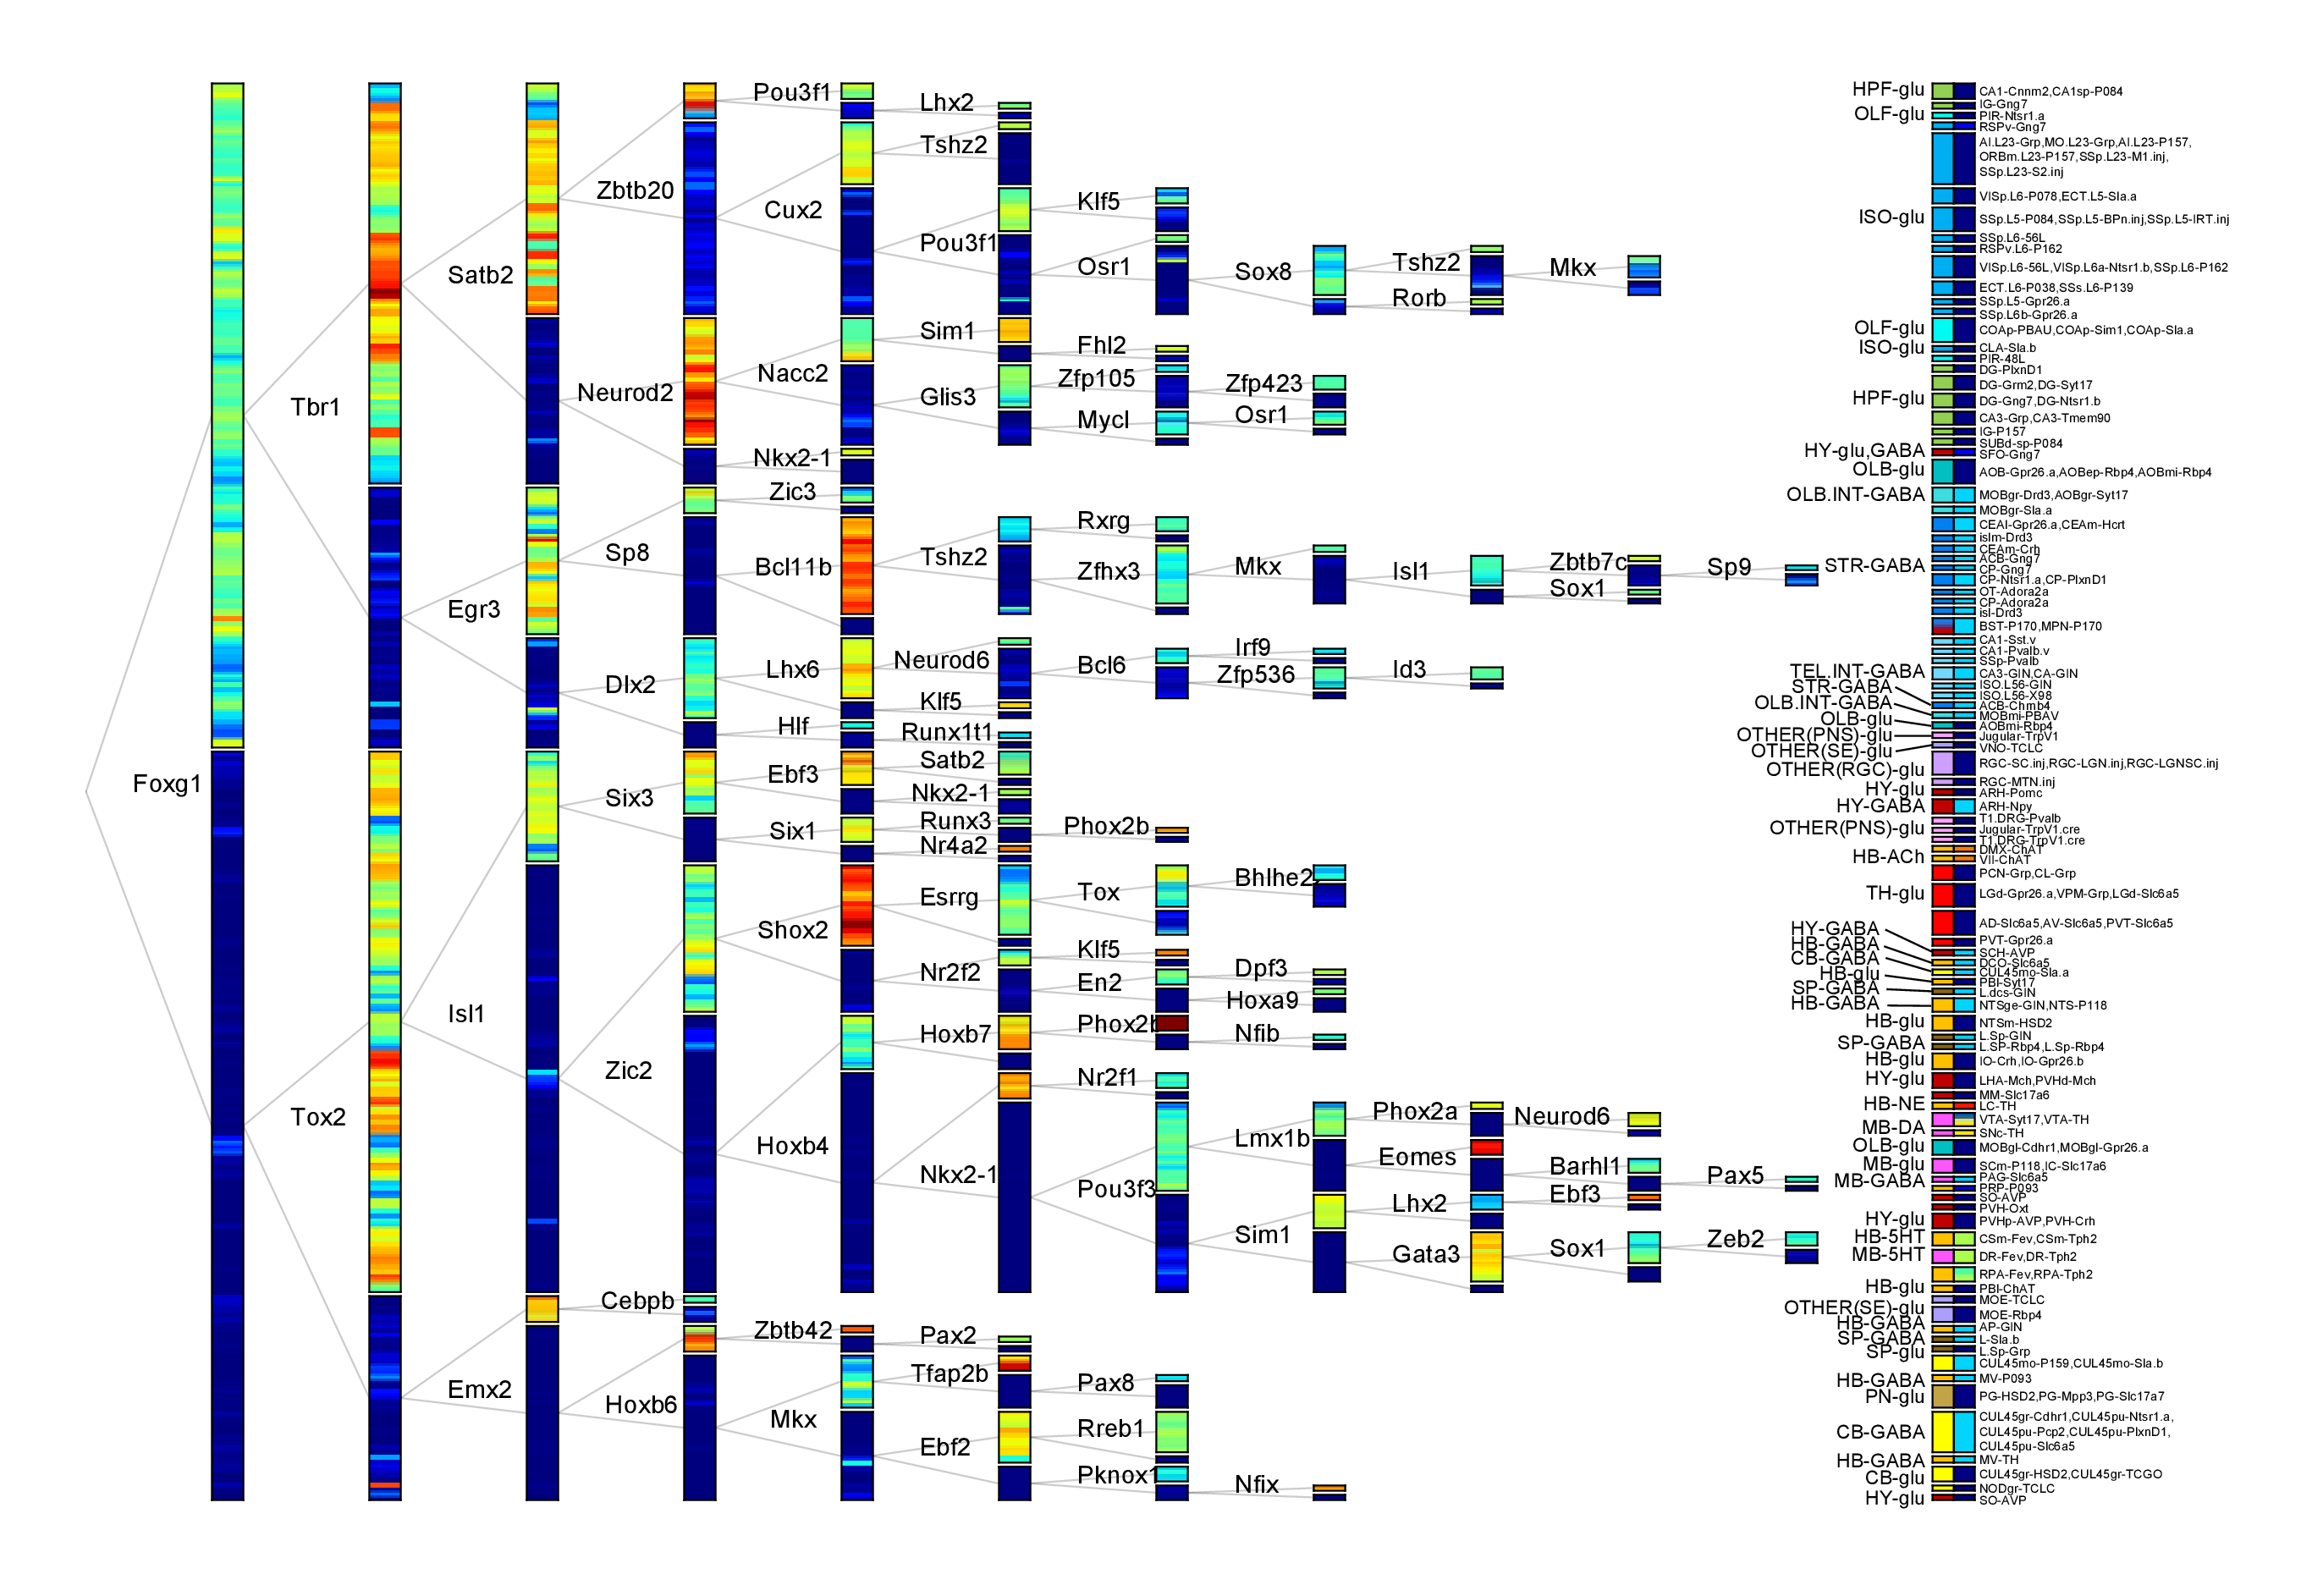 Foxg1
Tbr1
Tox2
Satb2
Egr3
Isl1
Emx2
Zbtb20
Neurod2
Sp8
Dlx2
Six3
Zic2
Cebpb
Hoxb6
Pou3f1
Cux2
Nacc2
Nkx2-1
Zic3
Bcl11b
Lhx6
Hlf
Ebf3
Six1
Shox2
Hoxb4
Zbtb42
Mkx
Lhx2
Tshz2
Pou3f1
Sim1
Glis3
Tshz2
Neurod6
Klf5
Runx1t1
Satb2
Nkx2-1
Runx3
Nr4a2
Esrrg
Nr2f2
Hoxb7
Nkx2-1
Pax2
Tfap2b
Ebf2
Klf5
Osr1
Fhl2
Zfp105
Mycl
Rxrg
Zfhx3
Bcl6
Phox2b
Tox
Klf5
En2
Phox2b
Nr2f1
Pou3f3
Pax8
Rreb1
Pknox1
Sox8
Zfp423
Osr1
Mkx
Irf9
Zfp536
Bhlhe2
Dpf3
Hoxa9
Nfib
Lmx1b
Sim1
Nfix
Tshz2
Rorb
Isl1
Id3
Phox2a
Eomes
Lhx2
Gata3
Mkx
Zbtb7c
Sox1
Neurod6
Barhl1
Ebf3
Sox1
Sp9
Pax5
Zeb2
HPF-glu
OLF-glu
ISO-glu
OLF-glu
ISO-glu
HPF-glu
HY-glu,GABA
OLB-glu
OLB.INT-GABA
STR-GABA
TEL.INT-GABA
STR-GABA
OLB.INT-GABA
OLB-glu
OTHER(PNS)-glu
OTHER(SE)-glu
OTHER(RGC)-glu
HY-glu
HY-GABA
OTHER(PNS)-glu
HB-ACh
TH-glu
HY-GABA
HB-GABA
CB-GABA
HB-glu
SP-GABA
HB-GABA
HB-glu
SP-GABA
HB-glu
HY-glu
HB-NE
MB-DA
OLB-glu
MB-glu
MB-GABA
HY-glu
HB-5HT
MB-5HT
HB-glu
OTHER(SE)-glu
HB-GABA
SP-GABA
SP-glu
HB-GABA
PN-glu
CB-GABA
HB-GABA
CB-glu
HY-glu
CA1-Cnnm2,CA1sp-P084
IG-Gng7
PIR-Ntsr1.a
RSPv-Gng7
AI.L23-Grp,MO.L23-Grp,AI.L23-P157,
ORBm.L23-P157,SSp.L23-M1.inj,
SSp.L23-S2.inj
VISp.L6-P078,ECT.L5-Sla.a
SSp.L5-P084,SSp.L5-BPn.inj,SSp.L5-IRT.inj
SSp.L6-56L
RSPv.L6-P162
VISp.L6-56L,VISp.L6a-Ntsr1.b,SSp.L6-P162
ECT.L6-P038,SSs.L6-P139
SSp.L5-Gpr26.a
SSp.L6b-Gpr26.a
COAp-PBAU,COAp-Sim1,COAp-Sla.a
CLA-Sla.b
PIR-48L
DG-PlxnD1
DG-Grm2,DG-Syt17
DG-Gng7,DG-Ntsr1.b
CA3-Grp,CA3-Tmem90
IG-P157
SUBd-sp-P084
SFO-Gng7
AOB-Gpr26.a,AOBep-Rbp4,AOBmi-Rbp4
MOBgr-Drd3,AOBgr-Syt17
MOBgr-Sla.a
CEAl-Gpr26.a,CEAm-Hcrt
islm-Drd3
CEAm-Crh
ACB-Gng7
CP-Gng7
CP-Ntsr1.a,CP-PlxnD1
OT-Adora2a
CP-Adora2a
isl-Drd3
BST-P170,MPN-P170
CA1-Sst.v
CA1-Pvalb.v
SSp-Pvalb
CA3-GIN,CA-GIN
ISO.L56-GIN
ISO.L56-X98
ACB-Chmb4
MOBmi-PBAV
AOBmi-Rbp4
Jugular-TrpV1
VNO-TCLC
RGC-SC.inj,RGC-LGN.inj,RGC-LGNSC.inj
RGC-MTN.inj
ARH-Pomc
ARH-Npy
T1.DRG-Pvalb
Jugular-TrpV1.cre
T1.DRG-TrpV1.cre
DMX-ChAT
VII-ChAT
PCN-Grp,CL-Grp
LGd-Gpr26.a,VPM-Grp,LGd-Slc6a5
AD-Slc6a5,AV-Slc6a5,PVT-Slc6a5
PVT-Gpr26.a
SCH-AVP
DCO-Slc6a5
CUL45mo-Sla.a
PBl-Syt17
L.dcs-GIN
NTSge-GIN,NTS-P118
NTSm-HSD2
L.Sp-GIN
L.SP-Rbp4,L.Sp-Rbp4
IO-Crh,IO-Gpr26.b
LHA-Mch,PVHd-Mch
MM-Slc17a6
LC-TH
VTA-Syt17,VTA-TH
SNc-TH
MOBgl-Cdhr1,MOBgl-Gpr26.a
SCm-P118,IC-Slc17a6
PAG-Slc6a5
PRP-P093
SO-AVP
PVH-Oxt
PVHp-AVP,PVH-Crh
CSm-Fev,CSm-Tph2
DR-Fev,DR-Tph2
RPA-Fev,RPA-Tph2
PBl-ChAT
MOE-TCLC
MOE-Rbp4
AP-GIN
L-Sla.b
L.Sp-Grp
CUL45mo-P159,CUL45mo-Sla.b
MV-P093
PG-HSD2,PG-Mpp3,PG-Slc17a7
CUL45gr-Cdhr1,CUL45pu-Ntsr1.a,
CUL45pu-Pcp2,CUL45pu-PlxnD1,
CUL45pu-Slc6a5
MV-TH
CUL45gr-HSD2,CUL45gr-TCGO
NODgr-TCLC
SO-AVP